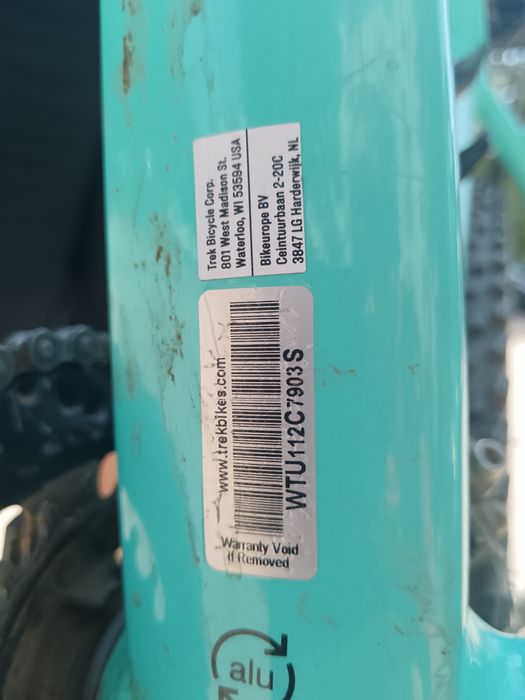 Trek Bicycle Corp.
801 West Madison St.
Waterloo, WI 53594 USA
Bikeurope BV
Ceintuurbaan 2-20C
3847 LG Harderwijk, NL
www.trekbikes.com
WTU112C7903S
Warranty Void
If Removed
alu